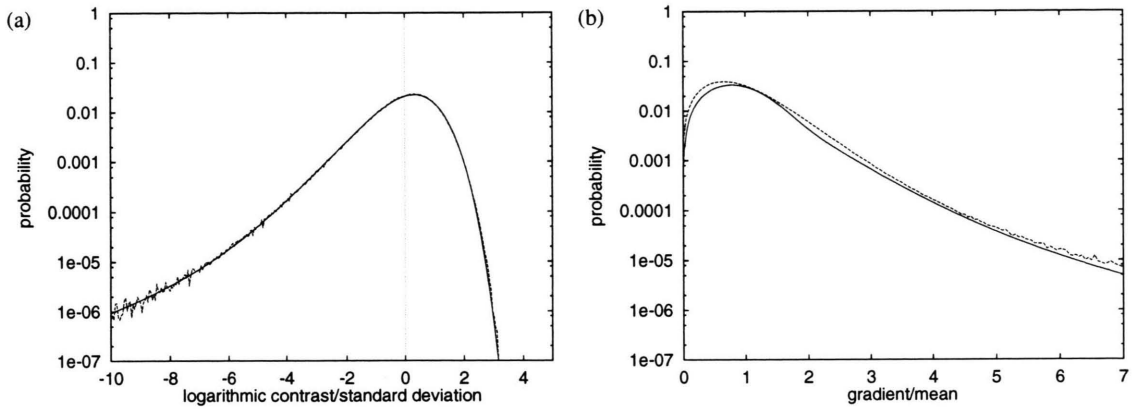 (a)
probability
1
0.1
0.01
0.001
0.0001
1e-05
1e-06
1e-07
-10 -8 -6 -4 -2 0 2 4
logarithmic contrast/standard deviation
(b)
probability
1
0.1
0.01
0.001
0.0001
1e-05
1e-06
1e-07
0 1 2 3 4 5 6 7
gradient/mean